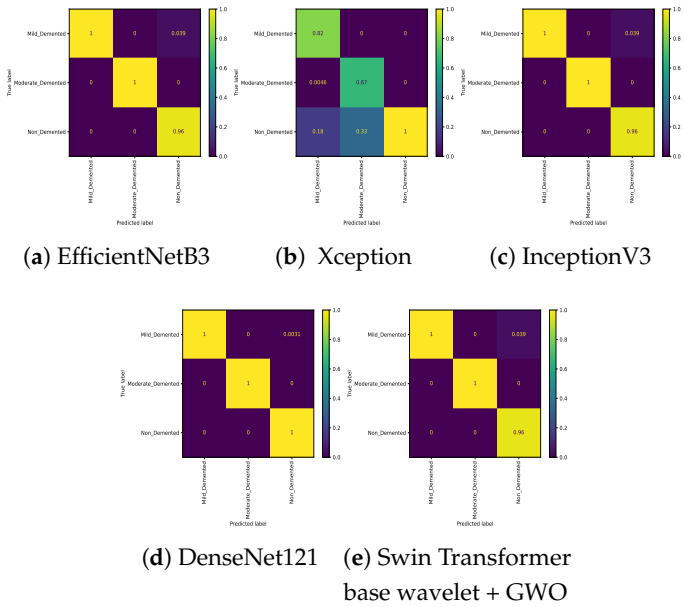 Mild_Demented 1 0 0.039
Moderate_Demented 0 1 0
Non_Demented 0 0 0.96
True label
Mild_Demented Moderate_Demented Non_Demented
Predicted label
1.0
0.8
0.6
0.4
0.2
0.0
(a) EfficientNetB3
Mild_Demented 0.82 0 0
Moderate_Demented 0.0046 0.67 0
Non_Demented 0.18 0.33 1
True label
Mild_Demented Moderate_Demented Non_Demented
Predicted label
1.0
0.8
0.6
0.4
0.2
0.0
(b) Xception
Mild_Demented 1 0 0.039
Moderate_Demented 0 1 0
Non_Demented 0 0 0.96
True label
Mild_Demented Moderate_Demented Non_Demented
Predicted label
1.0
0.8
0.6
0.4
0.2
0.0
(c) InceptionV3
Mild_Demented 1 0 0.0031
Moderate_Demented 0 1 0
Non_Demented 0 0 1
True label
Mild_Demented Moderate_Demented Non_Demented
Predicted label
1.0
0.8
0.6
0.4
0.2
0.0
(d) DenseNet121
Mild_Demented 1 0 0.039
Moderate_Demented 0 1 0
Non_Demented 0 0 0.96
True label
Mild_Demented Moderate_Demented Non_Demented
Predicted label
1.0
0.8
0.6
0.4
0.2
0.0
(e) Swin Transformer
base wavelet + GWO